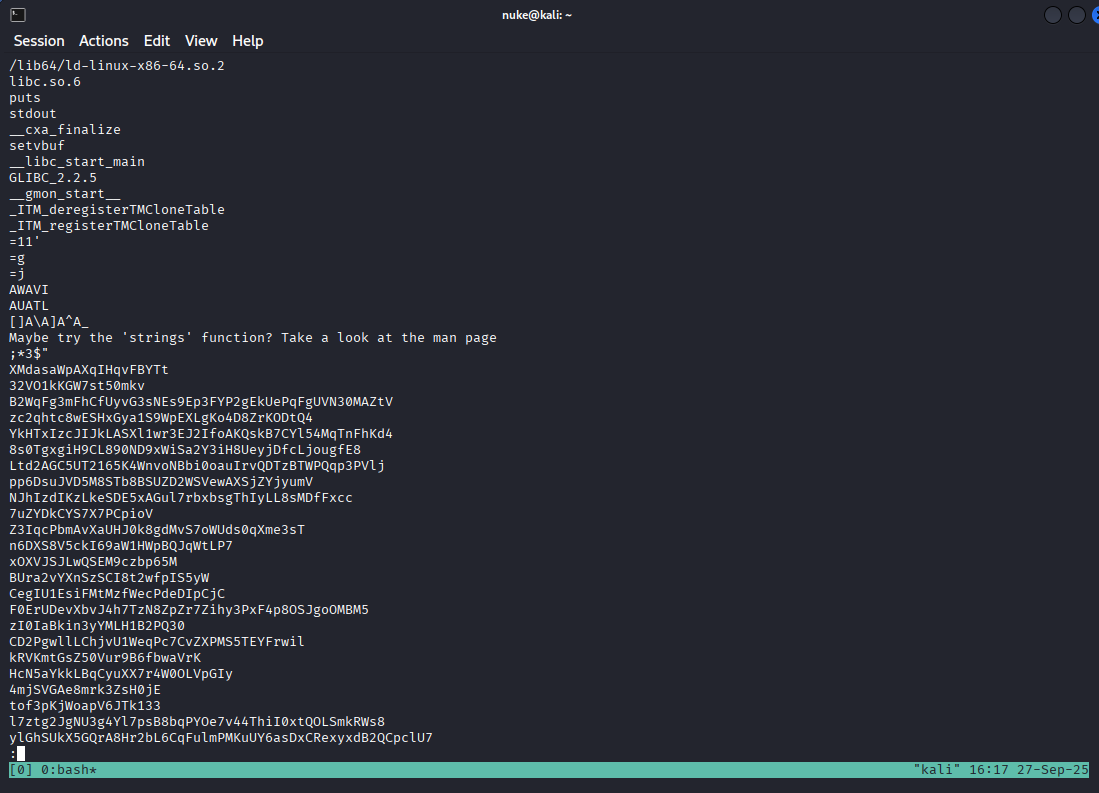 nuke@kali: ~
Session Actions Edit View Help
/lib64/ld-linux-x86-64.so.2
libc.so.6
puts
stdout
__cxa_finalize
setvbuf
__libc_start_main
GLIBC_2.2.5
__gmon_start__
_ITM_deregisterTMCloneTable
_ITM_registerTMCloneTable
=11'
=g
=j
AWAVI
AUATL
[]A\A]A^A_
Maybe try the 'strings' function? Take a look at the man page
;*3$"
XMdasaWpAXqIHqvFBYTt
32VO1kKGW7st50mkv
B2WqFg3mFhCfUyvG3sNEs9Ep3FYP2gEkUePqFgUVN30MAZtV
zc2qhtc8wESHxGya1S9WpEXLgKo4D8ZrKODtQ4
YkHTxIzcJIJkLASXl1wr3EJ2IfoAKQskB7CYl54MqTnFhKd4
8s0TgxgiH9CL890ND9xWiSa2Y3iH8UeyjDfcLjougfE8
Ltd2AGC5UT2165K4WnvoNBbi0oauIrvQDTzBTWPQqp3PVlj
pp6DsuJVD5M8STb8BSUZD2WSVewAXSjZYjyumV
NJhIzdIKzLkeSDE5xAGul7rbxbsgThIyLL8sMDfFxcc
7uZYDkCYS7X7PCpioV
Z3IqcPbmAvXaUHJ0k8gdMvS7oWUds0qXme3sT
n6DXS8V5ckI69aW1HWpBQJqWtLP7
xOXVJSJLwQSEM9czbp65M
BUra2vYXnSzSCI8t2wfpIS5yW
CegIU1EsiFMtMzfWecPdeDIpCjC
F0ErUDevXbvJ4h7TzN8ZpZr7Zihy3PxF4p8OSJgoOMBM5
zI0IaBkin3yYMLH1B2PQ30
CD2PgwllLChjvU1WeqPc7CvZXPMS5TEYFrwil
kRVKmtGsZ50Vur9B6fbwaVrK
HcN5aYkkLBqCyuXX7r4W0OLVpGIy
4mjSVGAe8mrk3ZsH0jE
tof3pKjWoapV6JTk133
l7ztg2JgNU3g4Yl7psB8bqPYOe7v44ThiI0xtQOLSmkRWs8
ylGhSUkX5GQrA8Hr2bL6CqFulmPMKuUY6asDxCRexyxdB2QCpclU7
:
[0] 0:bash* "kali" 16:17 27-Sep-25